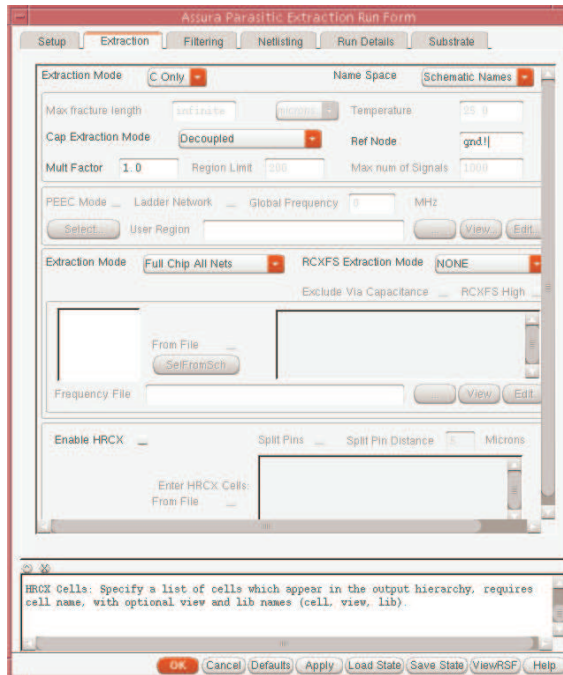 Assura Parasitic Extraction Run Form
Setup Extraction Filtering Netlisting Run Details Substrate
Extraction Mode C Only Name Space Schematic Names
Max fracture length infinite microns Temperature 25.0
Cap Extraction Mode Decoupled Ref Node gnd!
Mult Factor 1.0 Region Limit 200 Max num of Signals 1000
PEEC Mode Ladder Network Global Frequency 0 MHz
Select... User Region ... View... Edit...
Extraction Mode Full Chip All Nets RCXFS Extraction Mode NONE
Exclude Via Capacitance RCXFS High
From File
SelFromSch
Frequency File ... View Edit
Enable HRCX Split Pins Split Pin Distance Microns
Enter HRCX Cells:
From File
HRCX Cells: Specify a list of cells which appear in the output hierarchy, requires
cell name, with optional view and lib names (cell, view, lib).
OK Cancel Defaults Apply Load State Save State ViewRSF Help